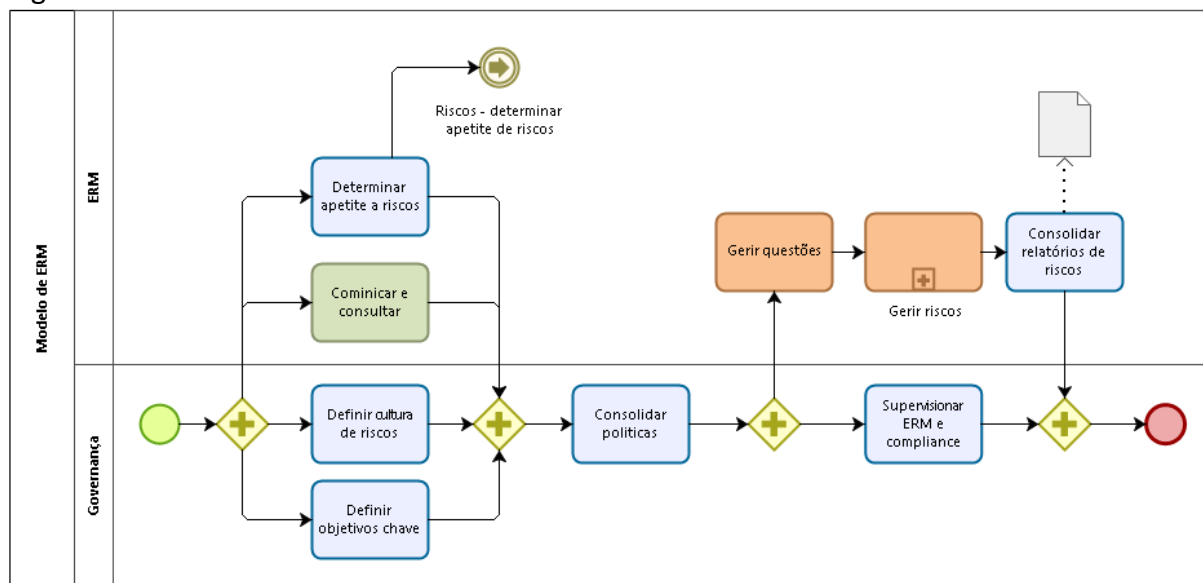 Modelo de ERM
ERM
Riscos - determinar
apetite de riscos
Determinar
apetite a riscos
Cominicar e
consultar
Gerir questões
Gerir riscos
Consolidar
relatórios de
riscos
Governança
Definir cultura
de riscos
Definir
objetivos chave
Consolidar
politicas
Supervisionar
ERM e
compliance